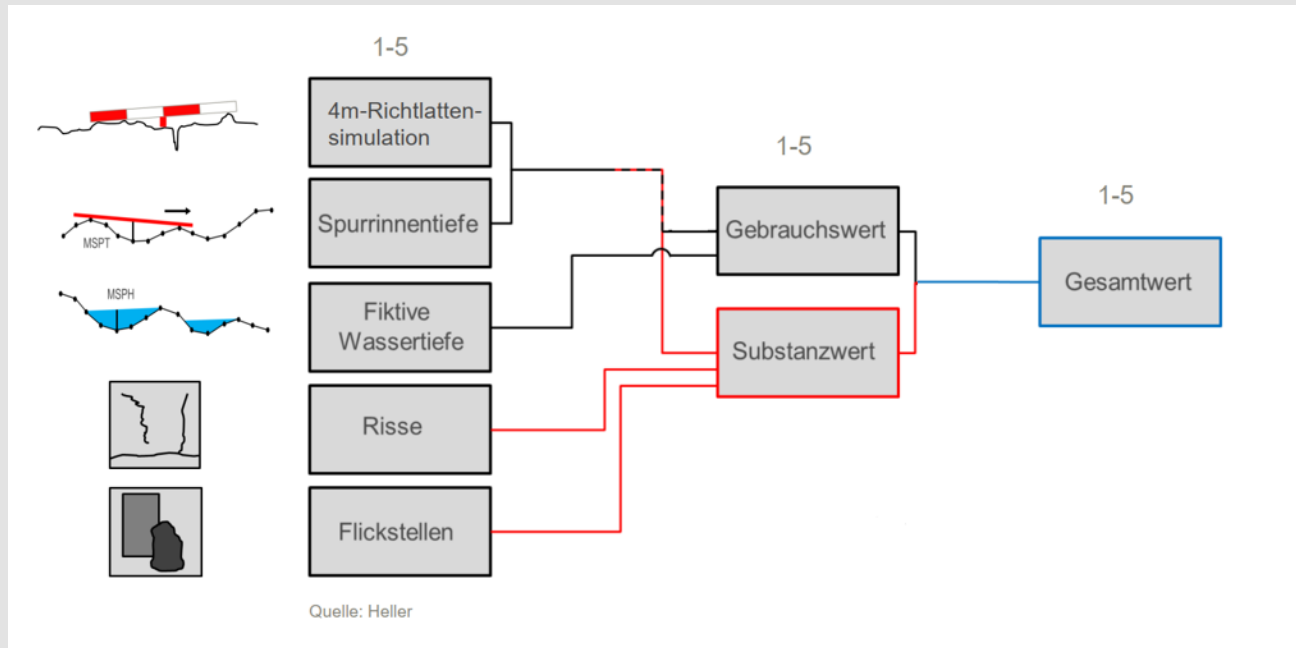 1-5
4m-Richtlatten-
simulation
Spurrinnentiefe
MSPT
MSPH
Fiktive
Wassertiefe
Risse
Flickstellen
1-5
Gebrauchswert
Substanzwert
1-5
Gesamtwert
Quelle: Heller